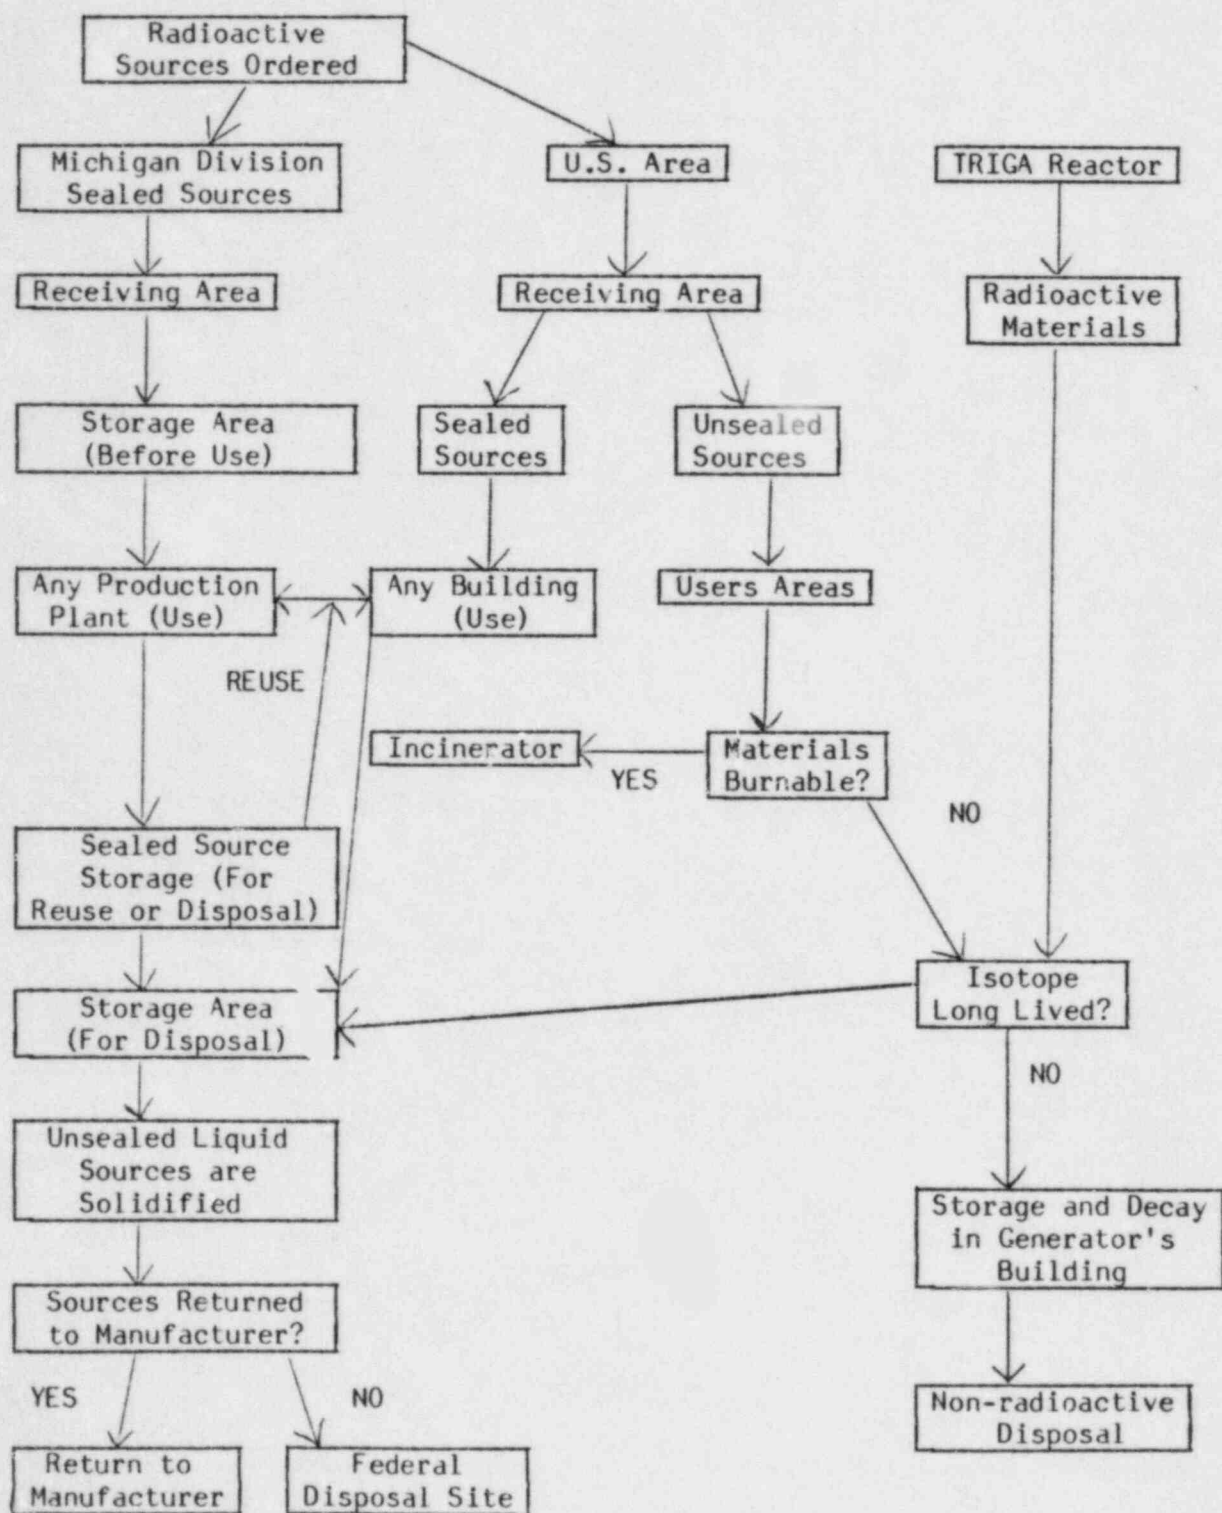 Radioactive
Sources Ordered
Michigan Division
Sealed Sources
U.S. Area
TRIGA Reactor
Receiving Area
Receiving Area
Radioactive
Materials
Storage Area
(Before Use)
Sealed
Sources
Unsealed
Sources
Any Production
Plant (Use)
Any Building
(Use)
Users Areas
REUSE
Incinerator
YES
Materials
Burnable?
NO
Sealed Source
Storage (For
Reuse or Disposal)
Isotope
Long Lived?
Storage Area
(For Disposal)
NO
Unsealed Liquid
Sources are
Solidified
Storage and Decay
in Generator's
Building
Sources Returned
to Manufacturer?
YES
NO
Non-radioactive
Disposal
Return to
Manufacturer
Federal
Disposal Site